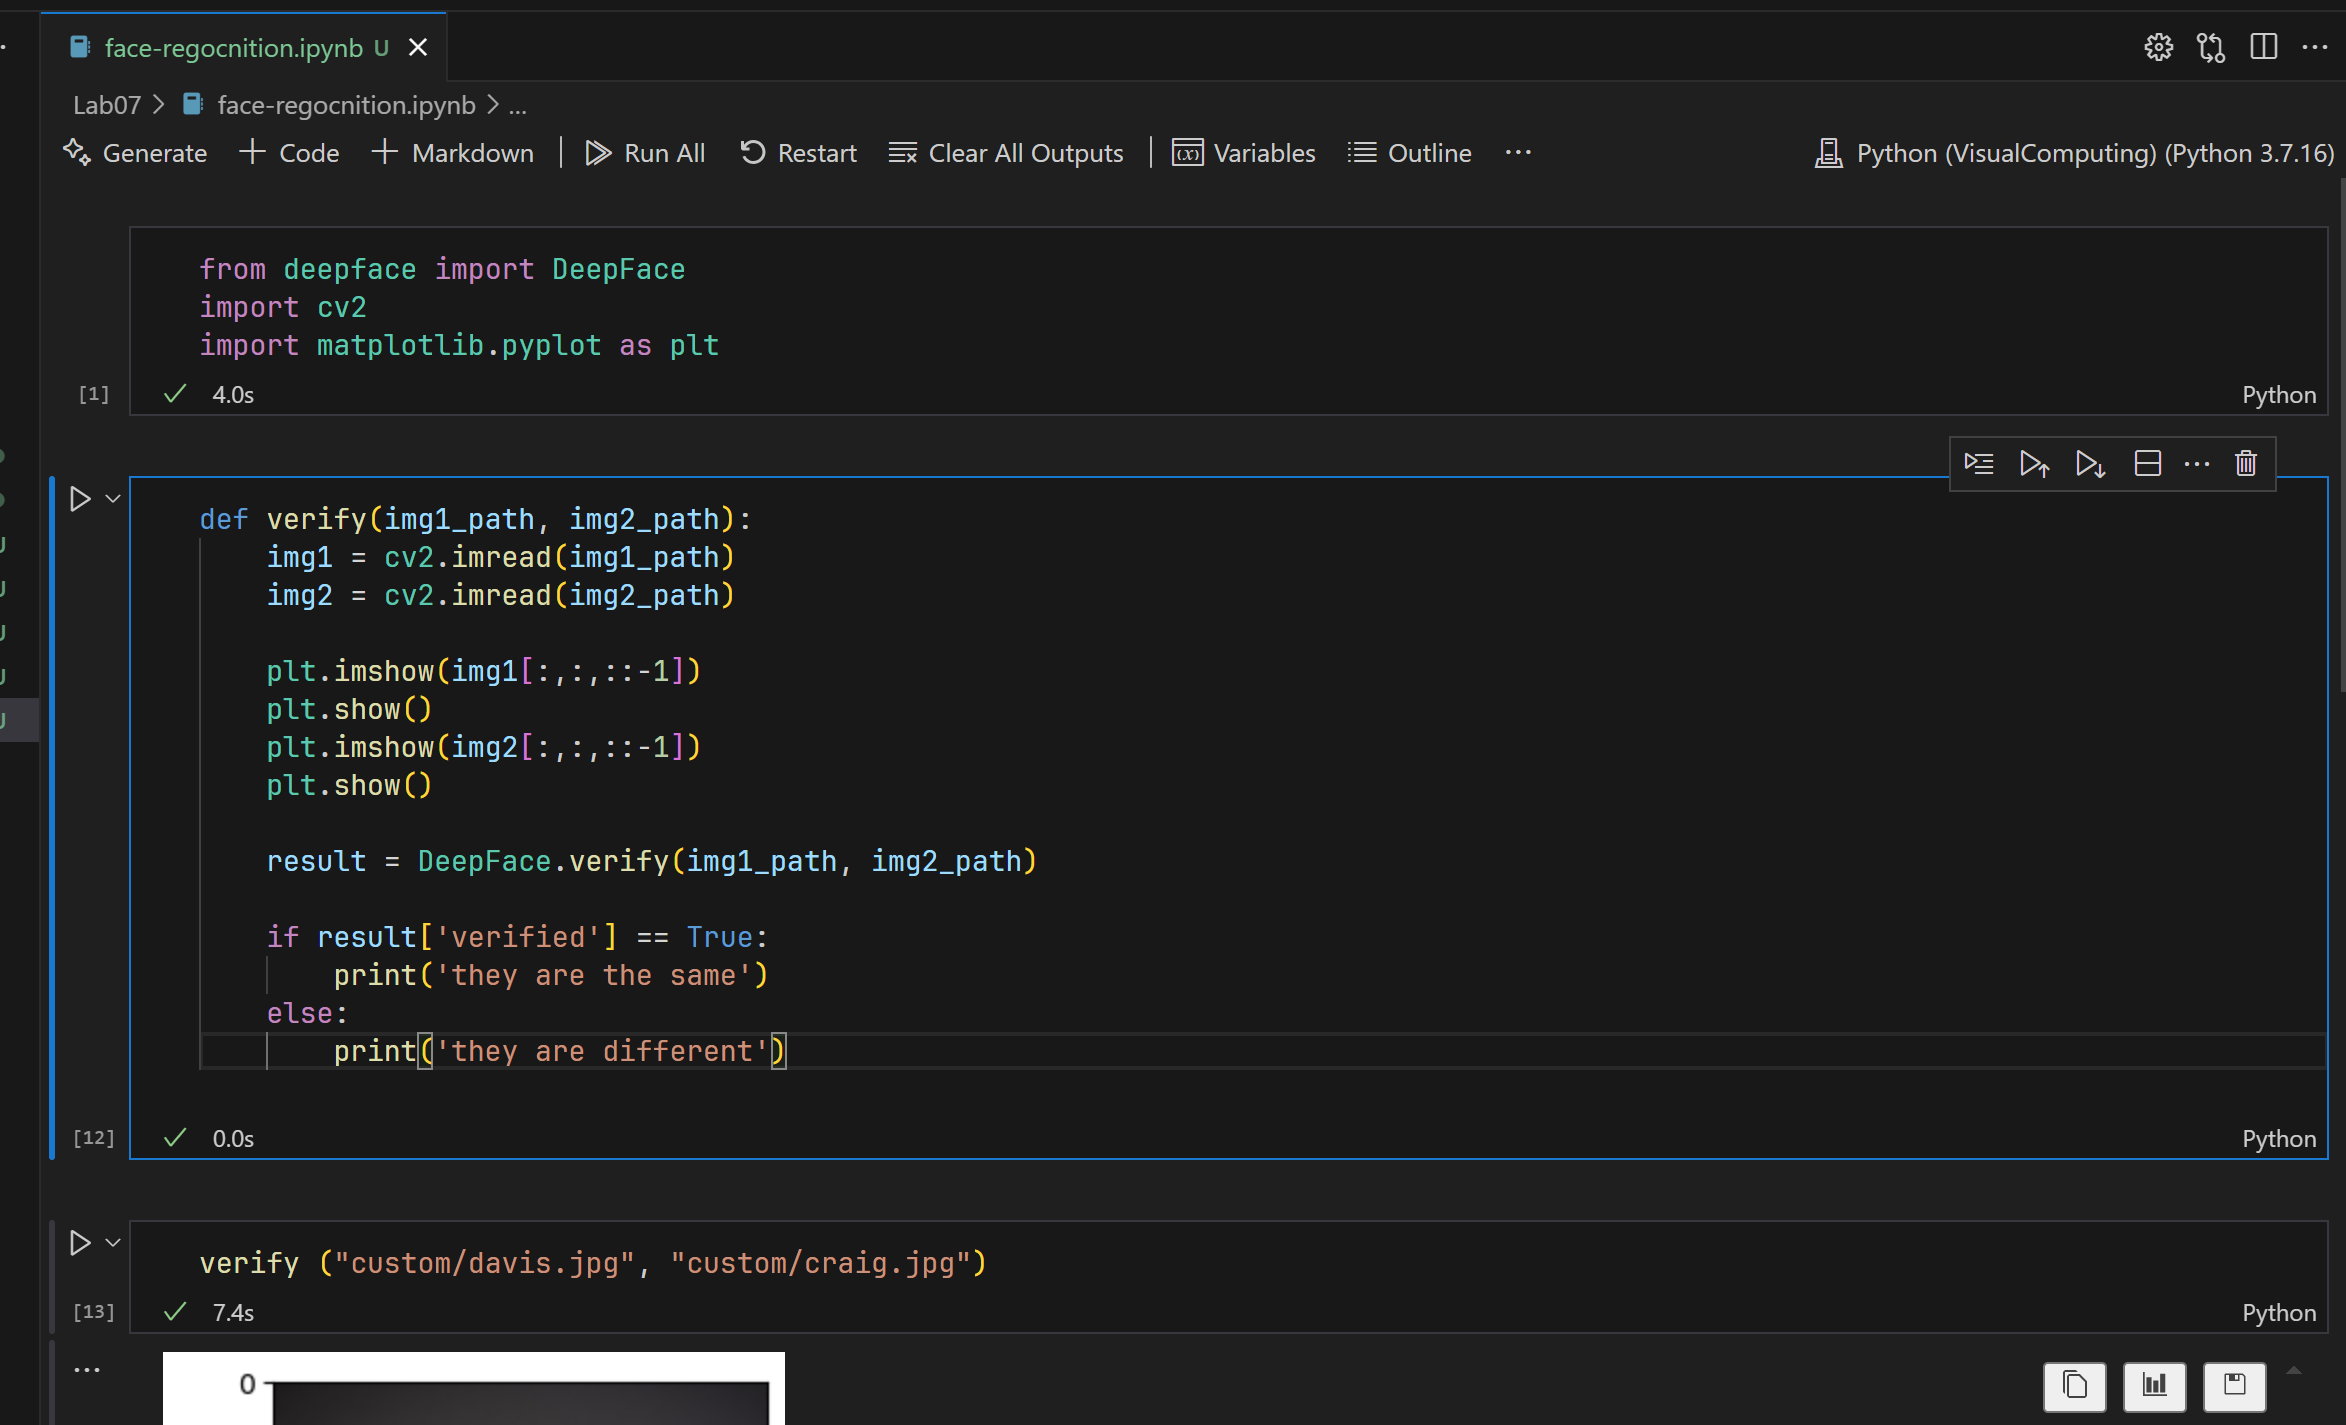 face-regocnition.ipynb U
Lab07 > face-regocnition.ipynb > ...
Generate + Code + Markdown | Run All Restart Clear All Outputs | Variables Outline ... Python (VisualComputing) (Python 3.7.16)
from deepface import DeepFace
import cv2
import matplotlib.pyplot as plt
[1] 4.0s Python
def verify(img1_path, img2_path):
    img1 = cv2.imread(img1_path)
    img2 = cv2.imread(img2_path)
    plt.imshow(img1[:,:,::-1])
    plt.show()
    plt.imshow(img2[:,:,::-1])
    plt.show()
    result = DeepFace.verify(img1_path, img2_path)
    if result['verified'] == True:
        print('they are the same')
    else:
        print('they are different')
[12] 0.0s Python
verify ("custom/davis.jpg", "custom/craig.jpg")
[13] 7.4s Python
0